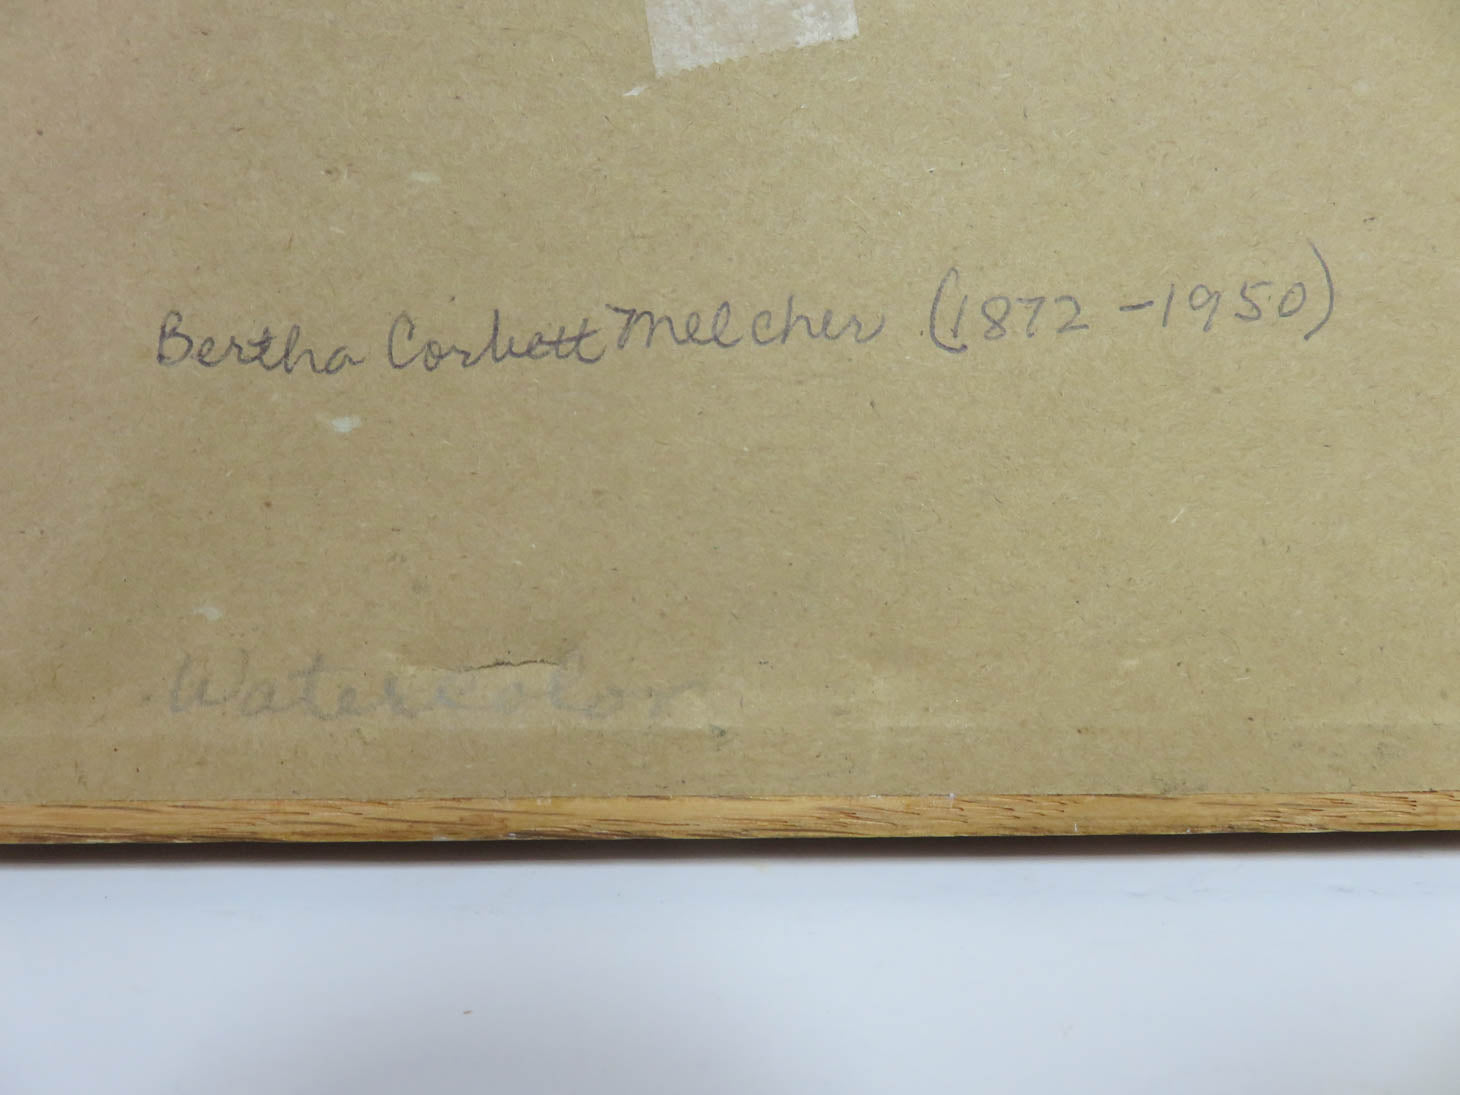 Bertha Corbett Melcher (1872 - 1950)
Watercolor